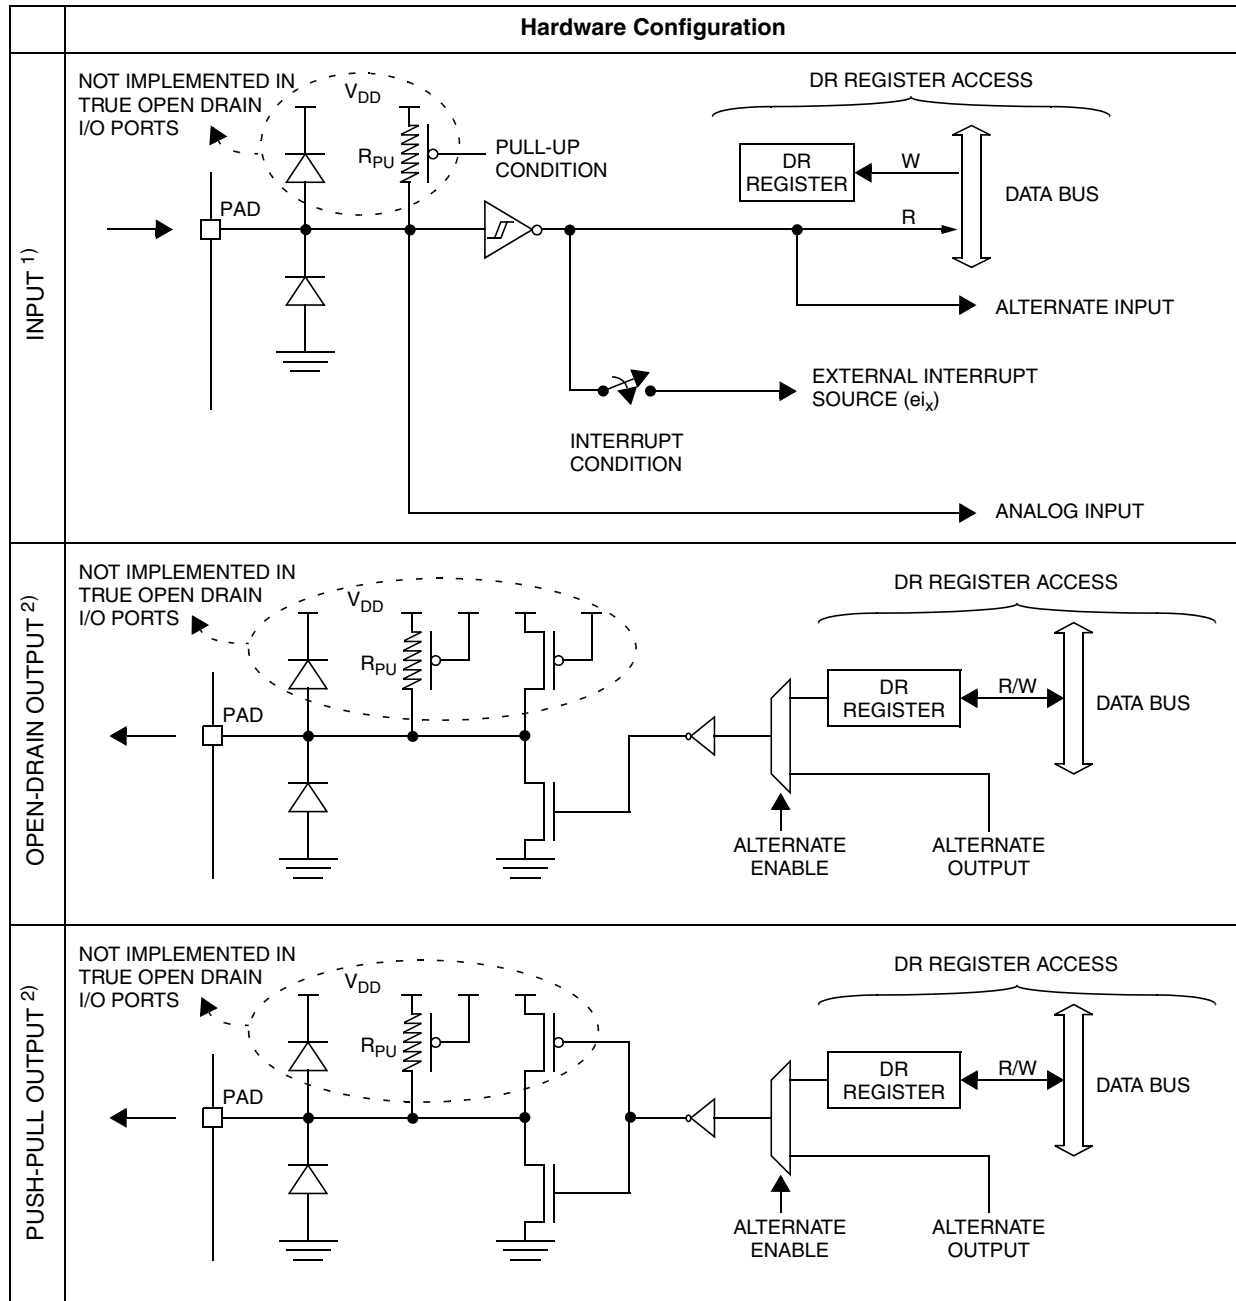 Hardware Configuration
INPUT 1)
NOT IMPLEMENTED IN
TRUE OPEN DRAIN
I/O PORTS
VDD
RPU
PULL-UP
CONDITION
PAD
DR REGISTER ACCESS
DR
REGISTER
W
R
DATA BUS
ALTERNATE INPUT
EXTERNAL INTERRUPT
SOURCE (eix)
INTERRUPT
CONDITION
ANALOG INPUT
OPEN-DRAIN OUTPUT 2)
NOT IMPLEMENTED IN
TRUE OPEN DRAIN
I/O PORTS
VDD
RPU
PAD
DR REGISTER ACCESS
DR
REGISTER
R/W
DATA BUS
ALTERNATE
ENABLE
ALTERNATE
OUTPUT
PUSH-PULL OUTPUT 2)
NOT IMPLEMENTED IN
TRUE OPEN DRAIN
I/O PORTS
VDD
RPU
PAD
DR REGISTER ACCESS
DR
REGISTER
R/W
DATA BUS
ALTERNATE
ENABLE
ALTERNATE
OUTPUT